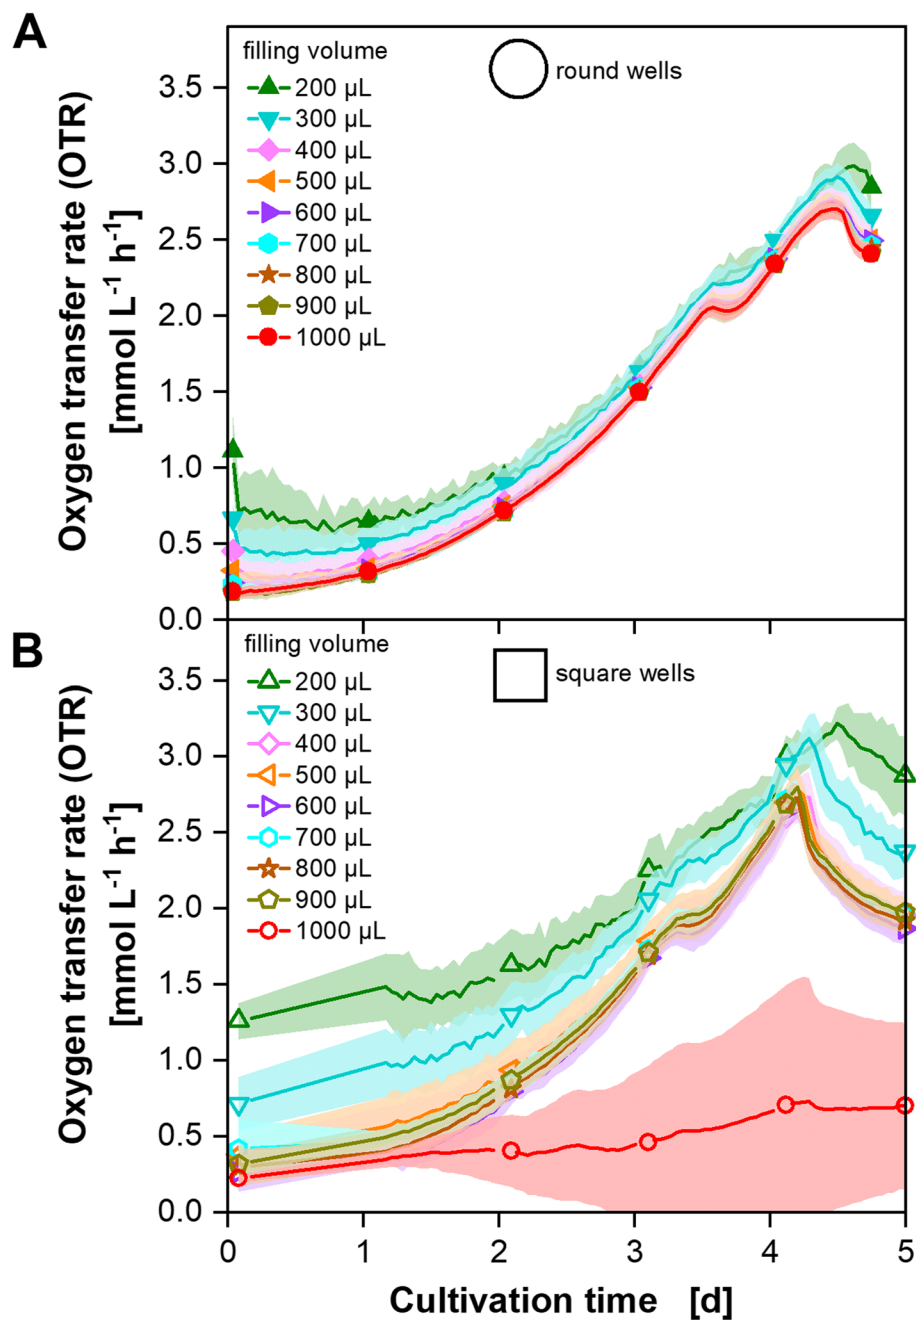 A
Oxygen transfer rate (OTR)
[mmol L-1 h-1]
3.5
3.0
2.5
2.0
1.5
1.0
0.5
0.0
filling volume
200 µL
300 µL
400 µL
500 µL
600 µL
700 µL
800 µL
900 µL
1000 µL
round wells
B
Oxygen transfer rate (OTR)
[mmol L-1 h-1]
3.5
3.0
2.5
2.0
1.5
1.0
0.5
0.0
filling volume
200 µL
300 µL
400 µL
500 µL
600 µL
700 µL
800 µL
900 µL
1000 µL
square wells
0 1 2 3 4 5
Cultivation time [d]